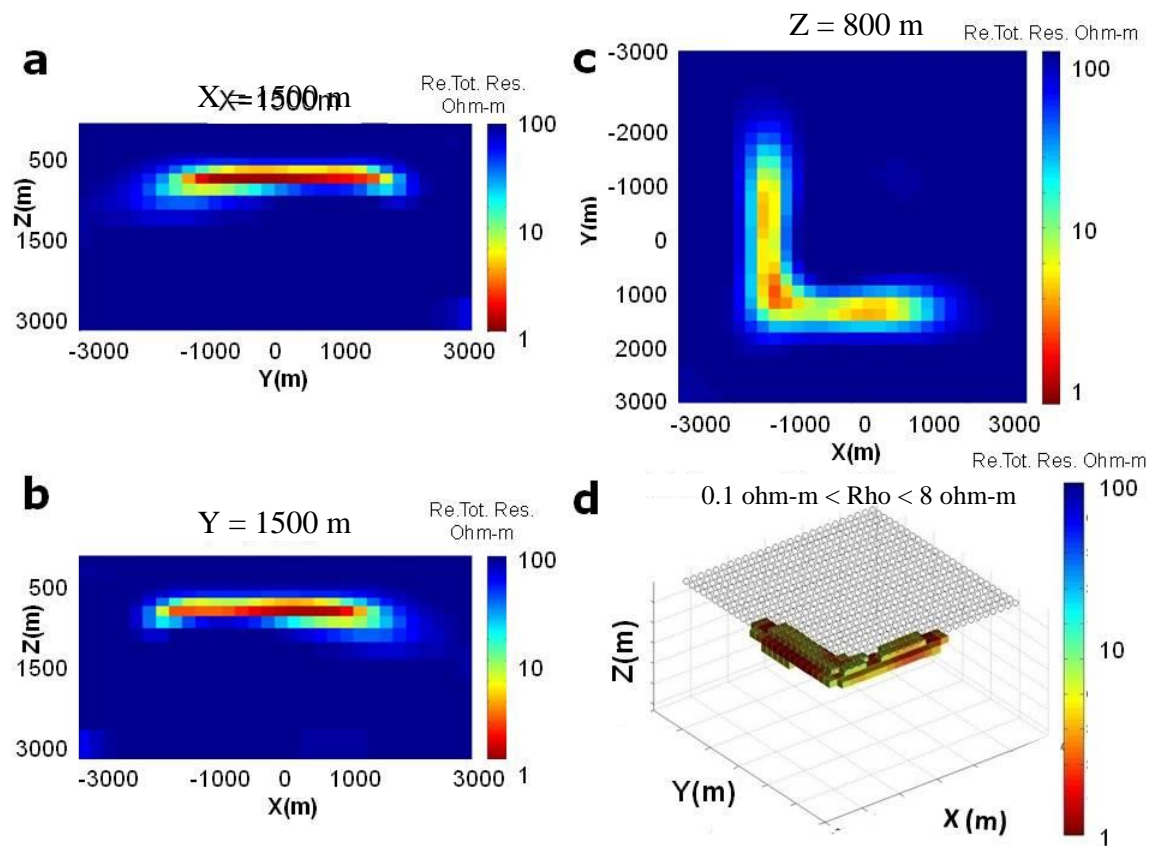 a
X = 1500 m
X=1500m
Re.Tot. Res.
Ohm-m
100
10
1
500
1500
3000
Z(m)
-3000 -1000 0 1000 3000
Y(m)
b
Y = 1500 m
Re.Tot. Res.
Ohm-m
100
10
1
500
1500
3000
Z(m)
-3000 -1000 0 1000 3000
X(m)
c
Z = 800 m
Re.Tot. Res. Ohm-m
100
10
1
-3000
-2000
-1000
0
1000
2000
3000
Y(m)
-3000 -1000 0 1000 3000
X(m)
d
Re.Tot. Res. Ohm-m
0.1 ohm-m < Rho < 8 ohm-m
100
10
1
Z(m)
Y(m)
X (m)